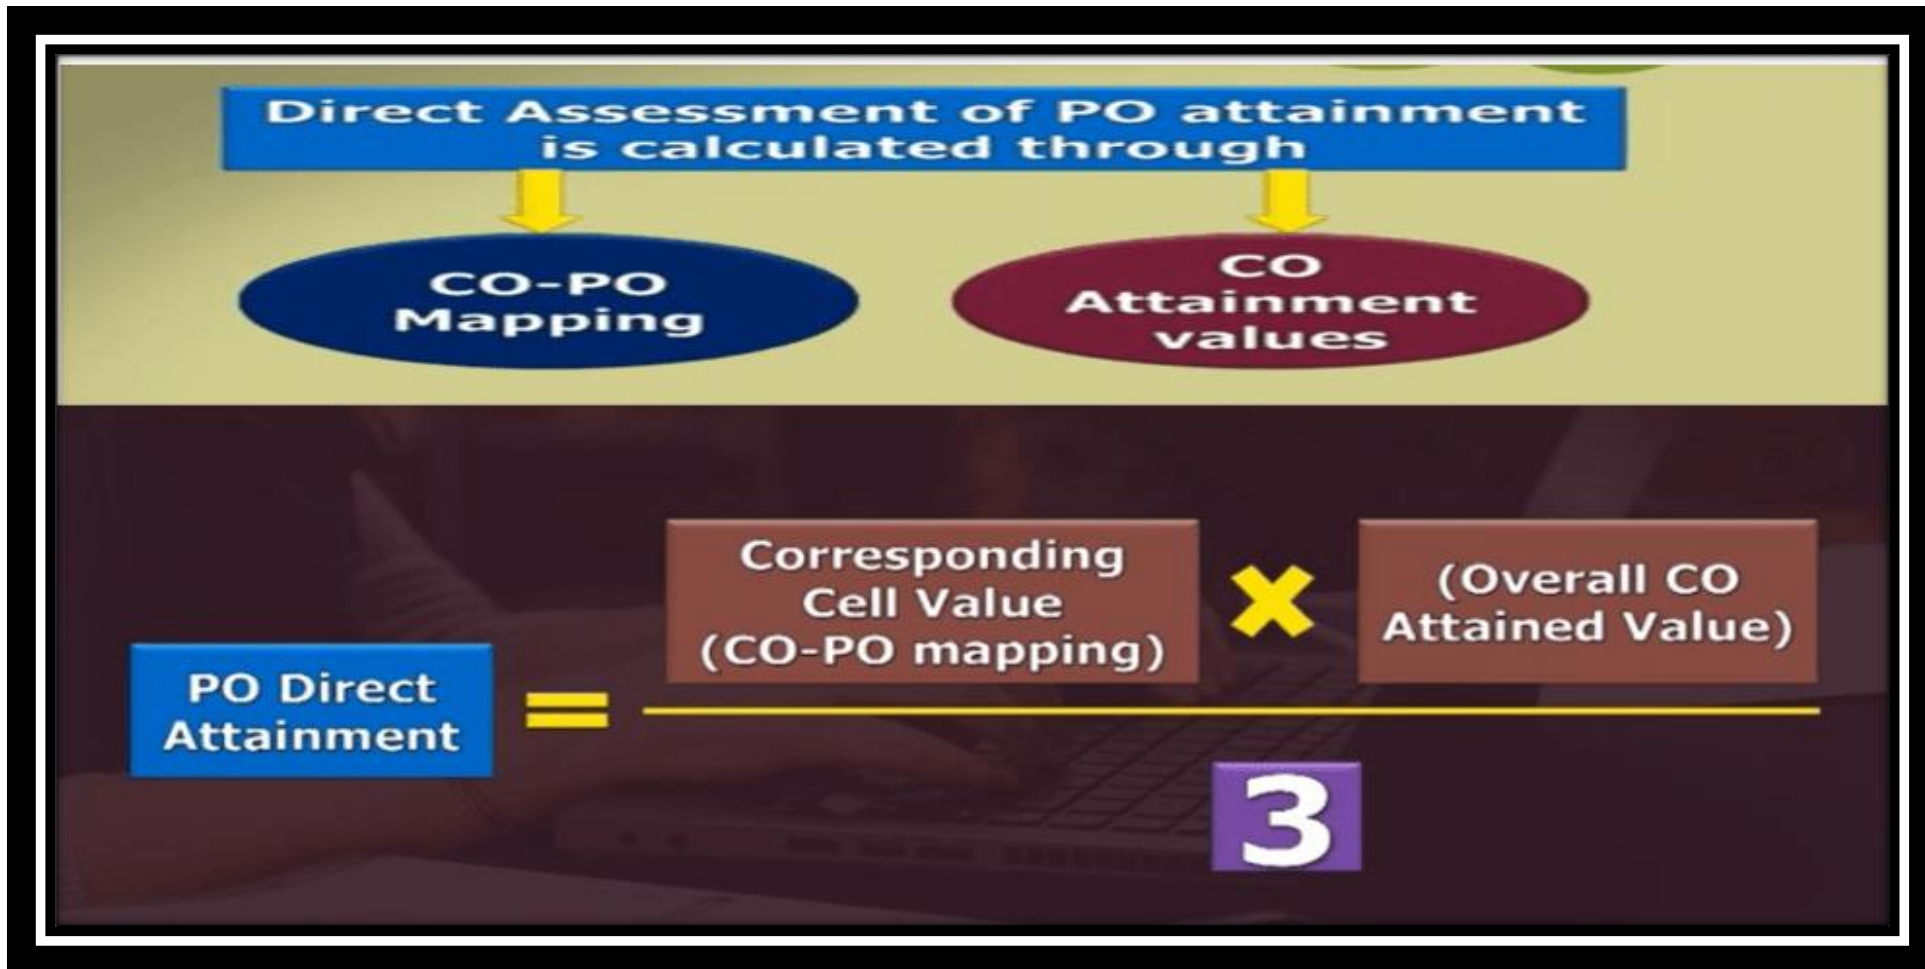 Direct Assessment of PO attainment
is calculated through
CO-PO
Mapping
CO
Attainment
values
Corresponding
Cell Value
(CO-PO mapping)
(Overall CO
Attained Value)
PO Direct
Attainment
=
3